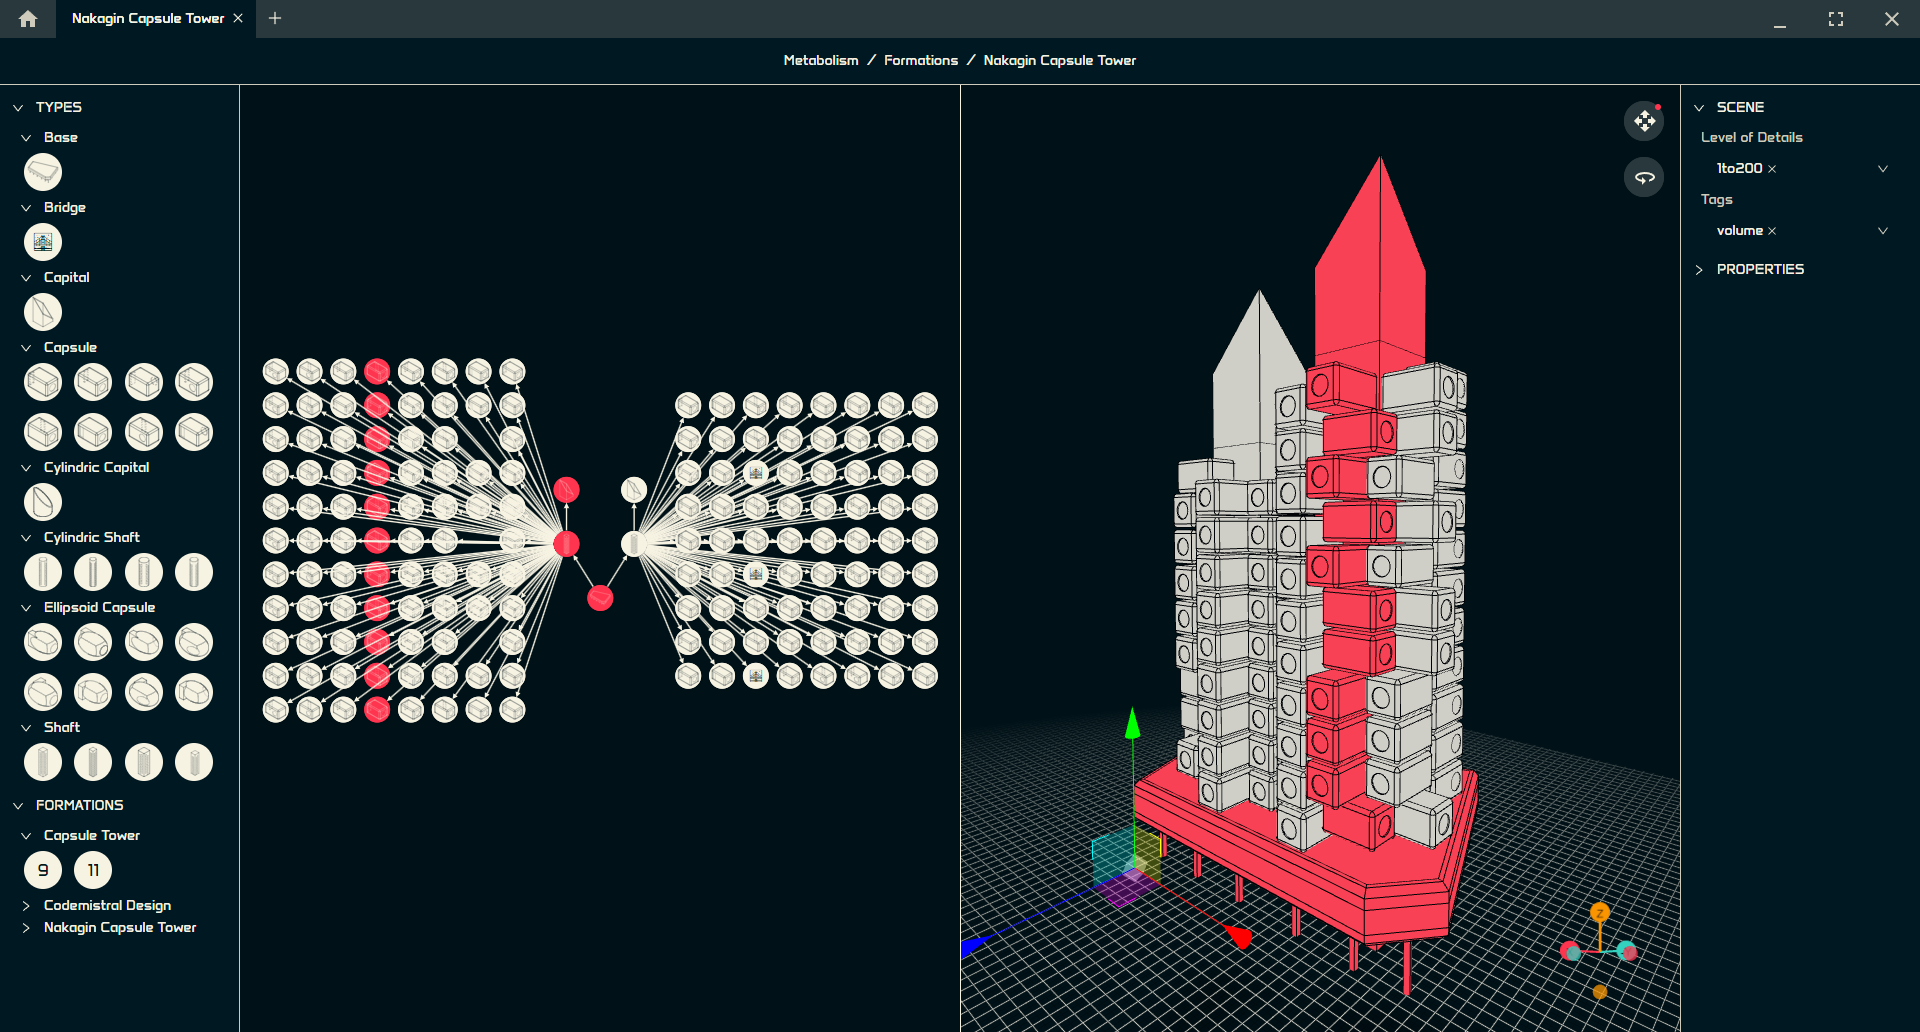 Nakagin Capsule Tower
Metabolism / Formations / Nakagin Capsule Tower
TYPES
Base
Bridge
Capital
Capsule
Cylindric Capital
Cylindric Shaft
Ellipsoid Capsule
Shaft
FORMATIONS
Capsule Tower
9 11
Codemistral Design
Nakagin Capsule Tower
Z
SCENE
Level of Details
1to200
Tags
volume
PROPERTIES